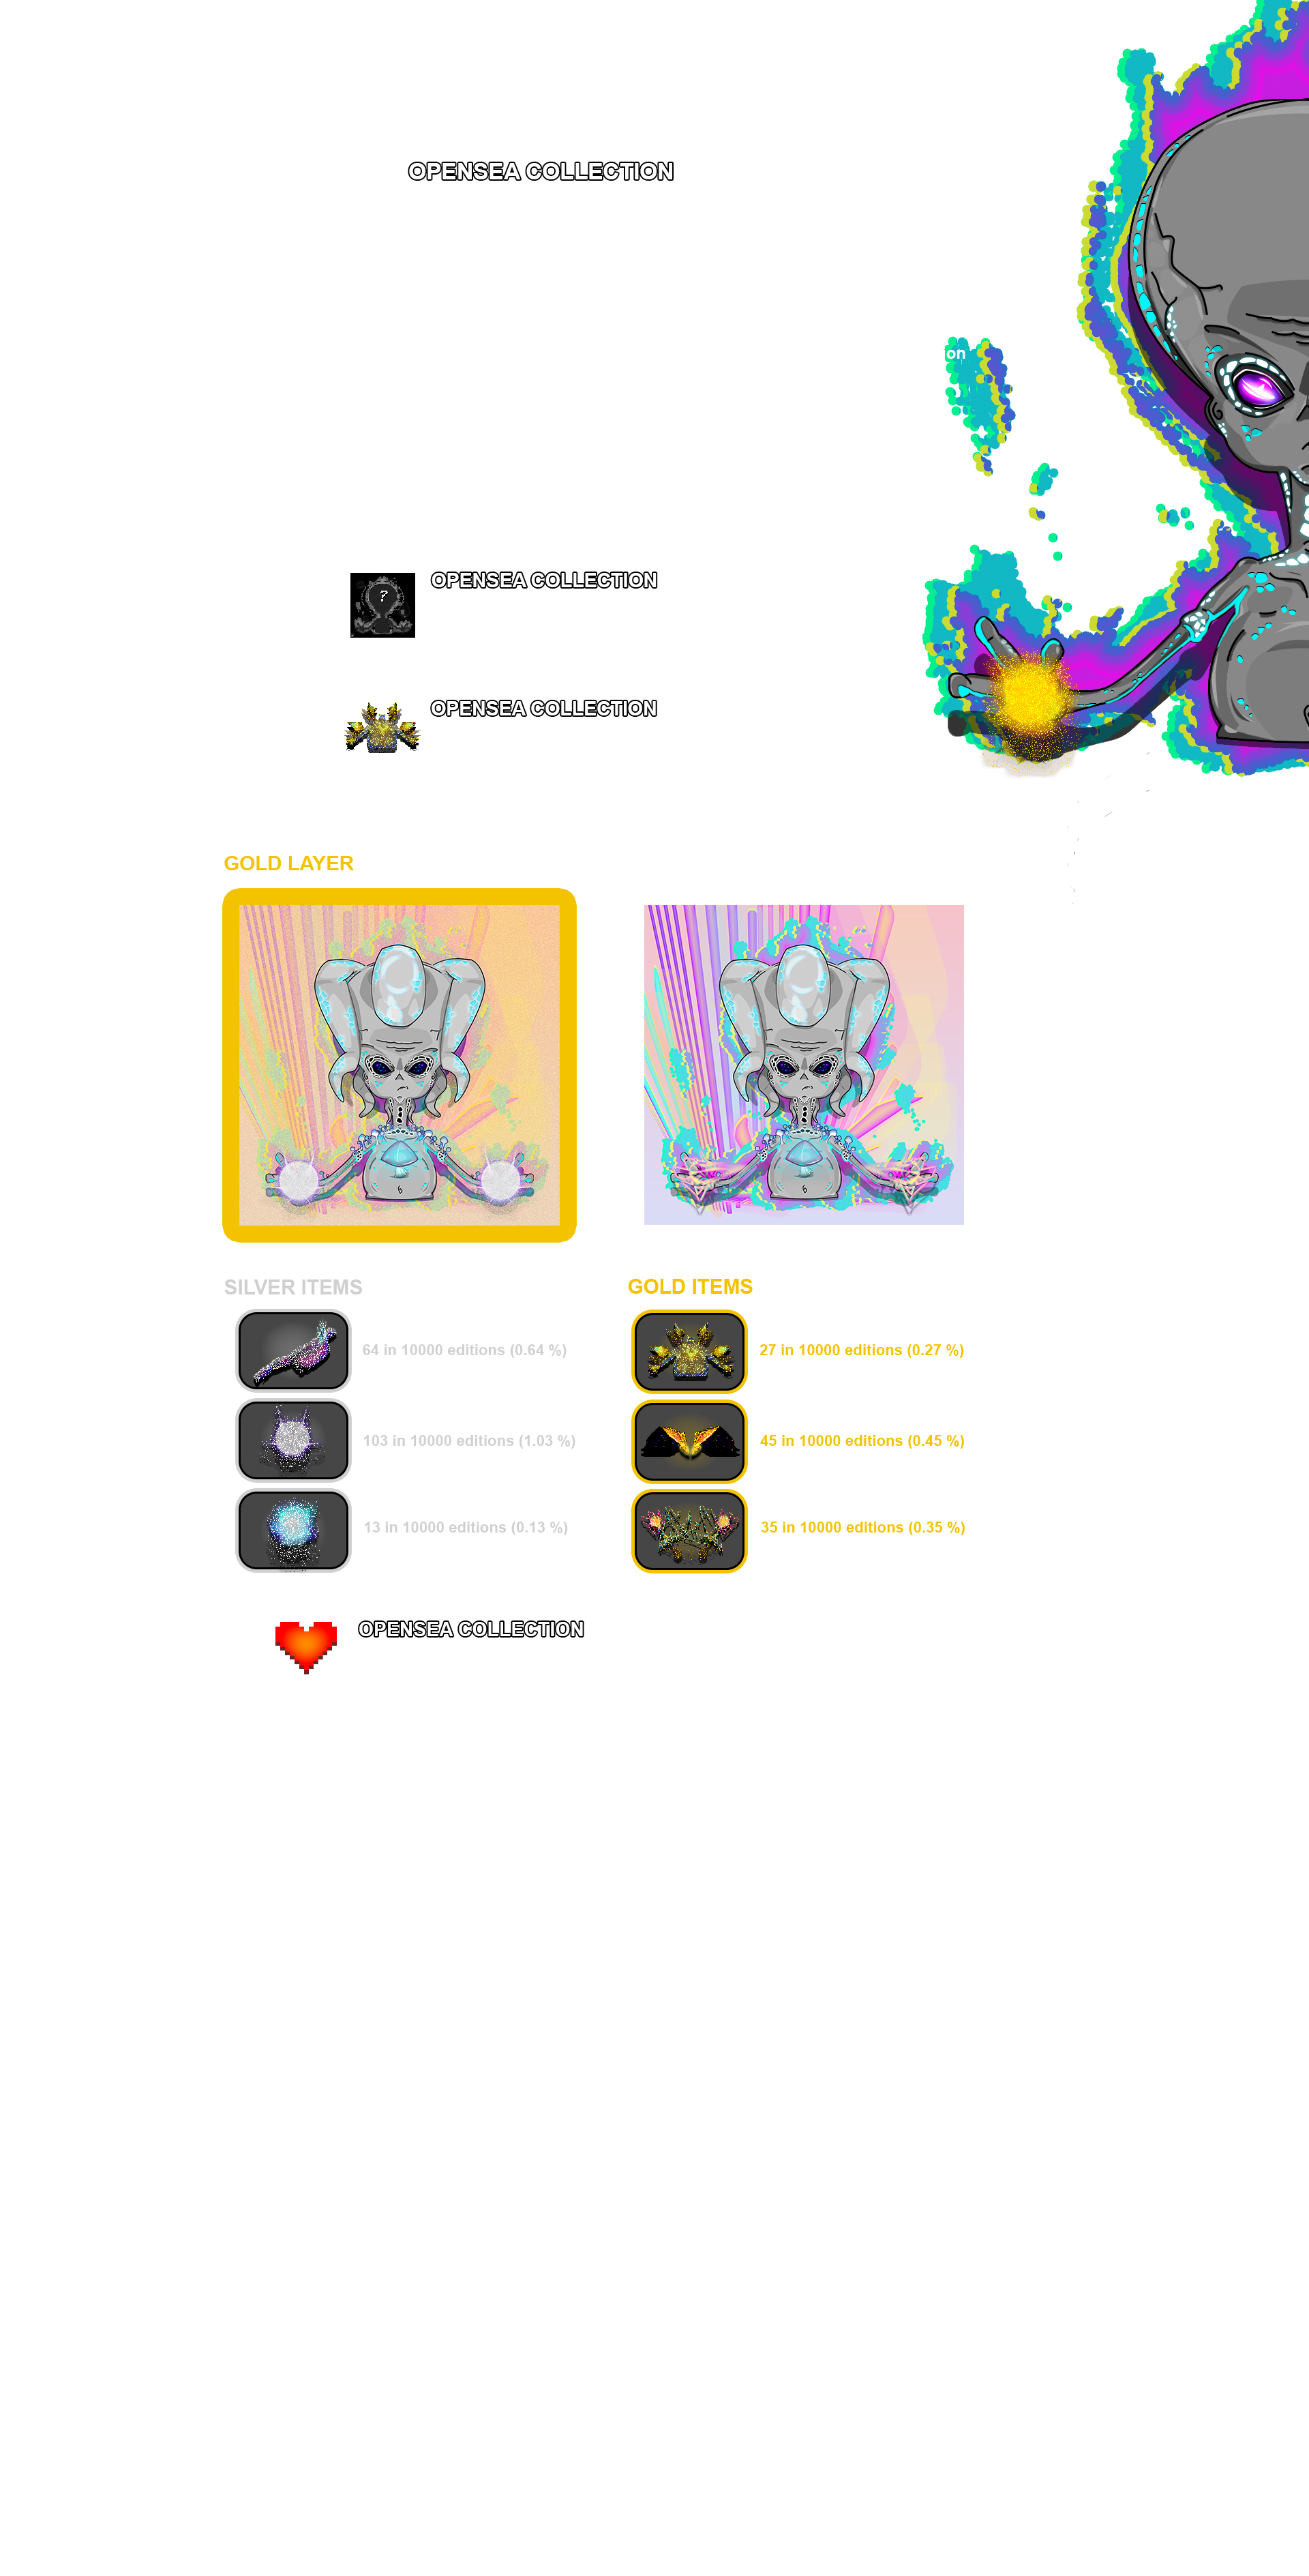 OPENSEA COLLECTION
on
?
OPENSEA COLLECTION
OPENSEA COLLECTION
GOLD LAYER
SILVER ITEMS
64 in 10000 editions (0.64 %)
103 in 10000 editions (1.03 %)
13 in 10000 editions (0.13 %)
GOLD ITEMS
27 in 10000 editions (0.27 %)
45 in 10000 editions (0.45 %)
35 in 10000 editions (0.35 %)
OPENSEA COLLECTION